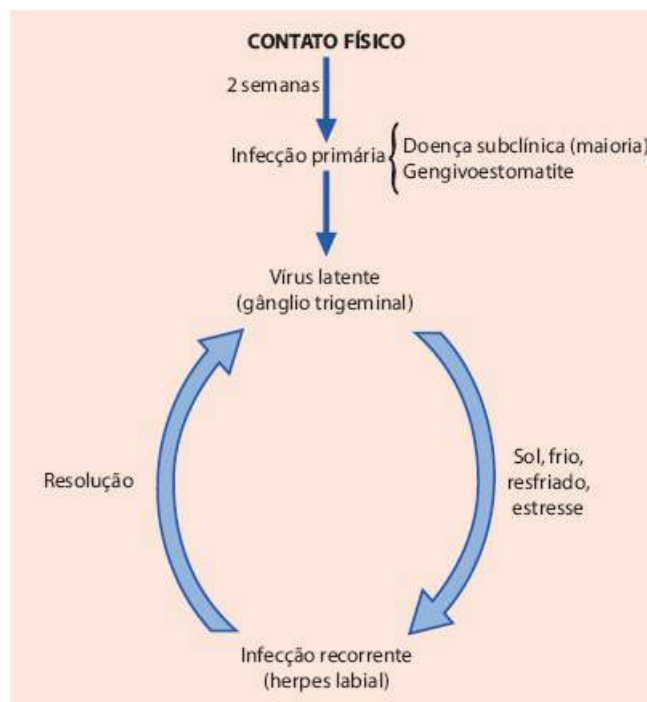 CONTATO FÍSICO
2 semanas
Infecção primária
Doença subclínica (maioria)
Gengivoestomatite
Vírus latente
(gânglio trigeminal)
Sol, frio,
resfriado,
estresse
Resolução
Infecção recorrente
(herpes labial)